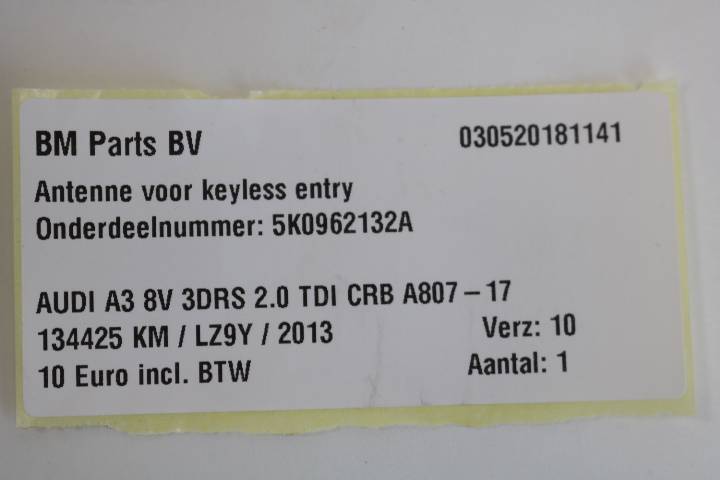 BM Parts BV 030520181141
Antenne voor keyless entry
Onderdeelnummer: 5K0962132A
AUDI A3 8V 3DRS 2.0 TDI CRB A807-17
134425 KM / LZ9Y / 2013 Verz: 10
10 Euro incl. BTW Aantal: 1